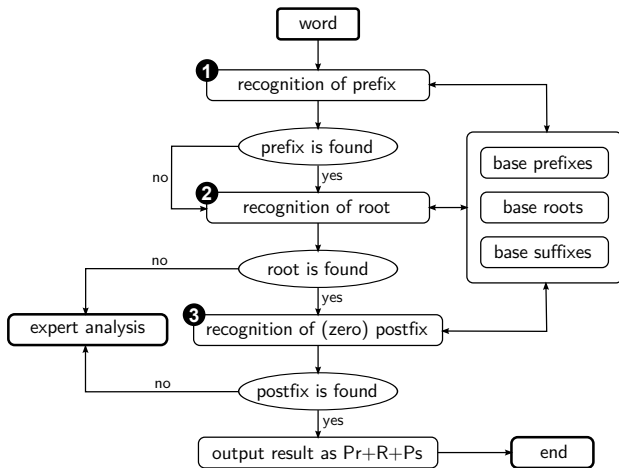 word
1
recognition of prefix
prefix is found
base prefixes
no
yes
2
recognition of root
base roots
base suffixes
no
root is found
yes
expert analysis
3
recognition of (zero) postfix
no
postfix is found
yes
output result as Pr+R+Ps
end